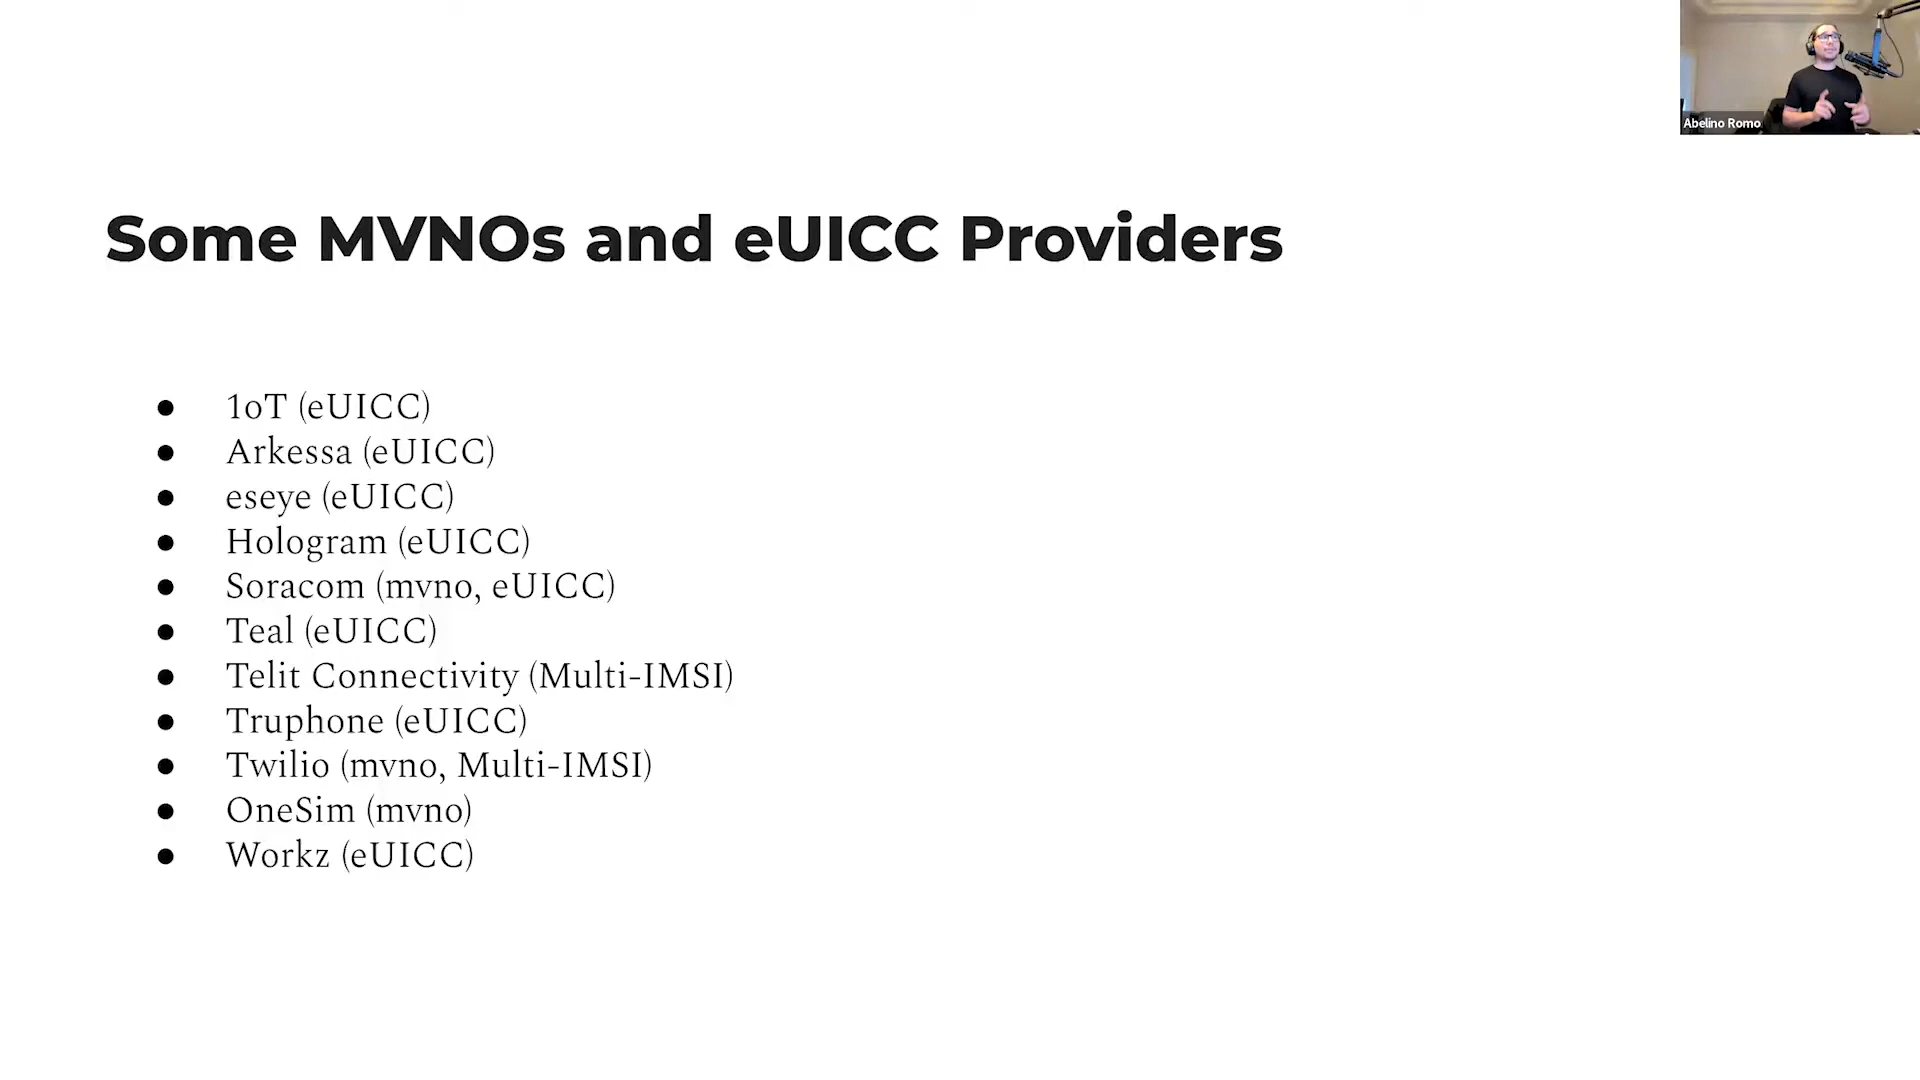 Abelino Romo
Some MVNOs and eUICC Providers
● 1oT (eUICC)
● Arkessa (eUICC)
● eseye (eUICC)
● Hologram (eUICC)
● Soracom (mvno, eUICC)
● Teal (eUICC)
● Telit Connectivity (Multi-IMSI)
● Truphone (eUICC)
● Twilio (mvno, Multi-IMSI)
● OneSim (mvno)
● Workz (eUICC)